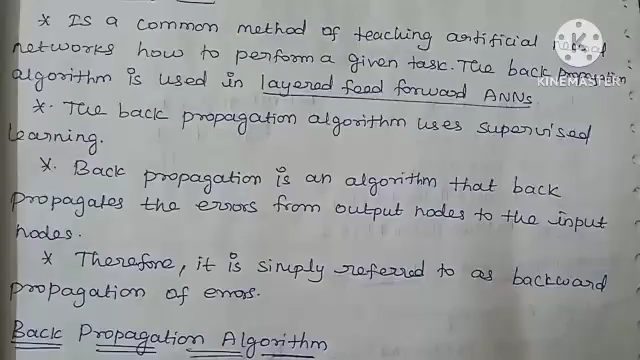 * Is a common method of teaching artificial neural
networks how to perform a given task. The back propagation
algorithm is used in layered feed forward ANNs
*. The back propagation algorithm uses supervised
learning.
*. Back propagation is an algorithm that back
propagates the errors from output nodes to the input
nodes.
* Therefore, it is simply referred to as backward
propagation of errors.
Back Propagation Algorithm
KINEMASTER